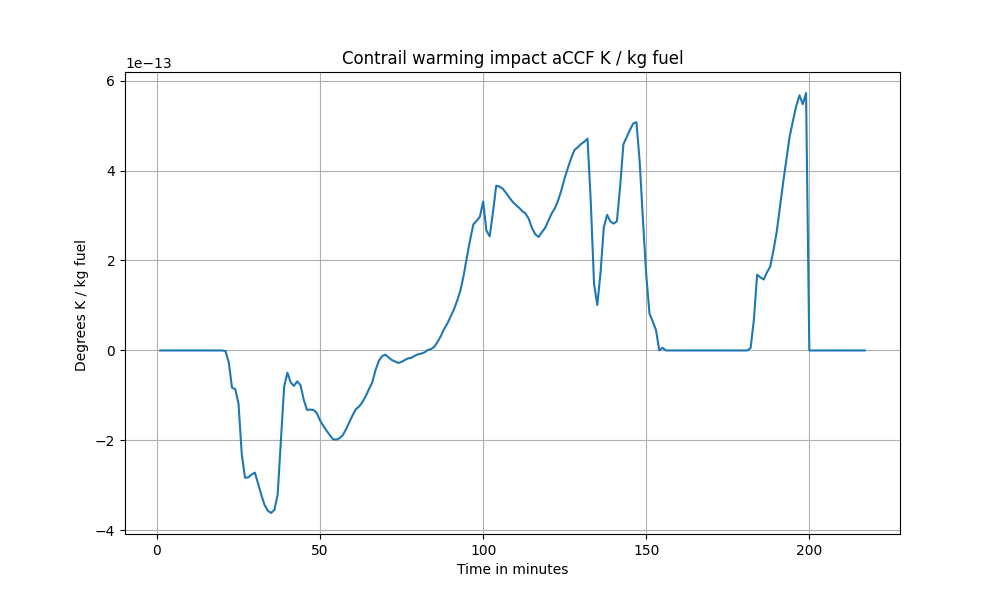 Contrail warming impact aCCF K / kg fuel
1e−13
6
4
2
0
−2
−4
Degrees K / kg fuel
0 50 100 150 200
Time in minutes